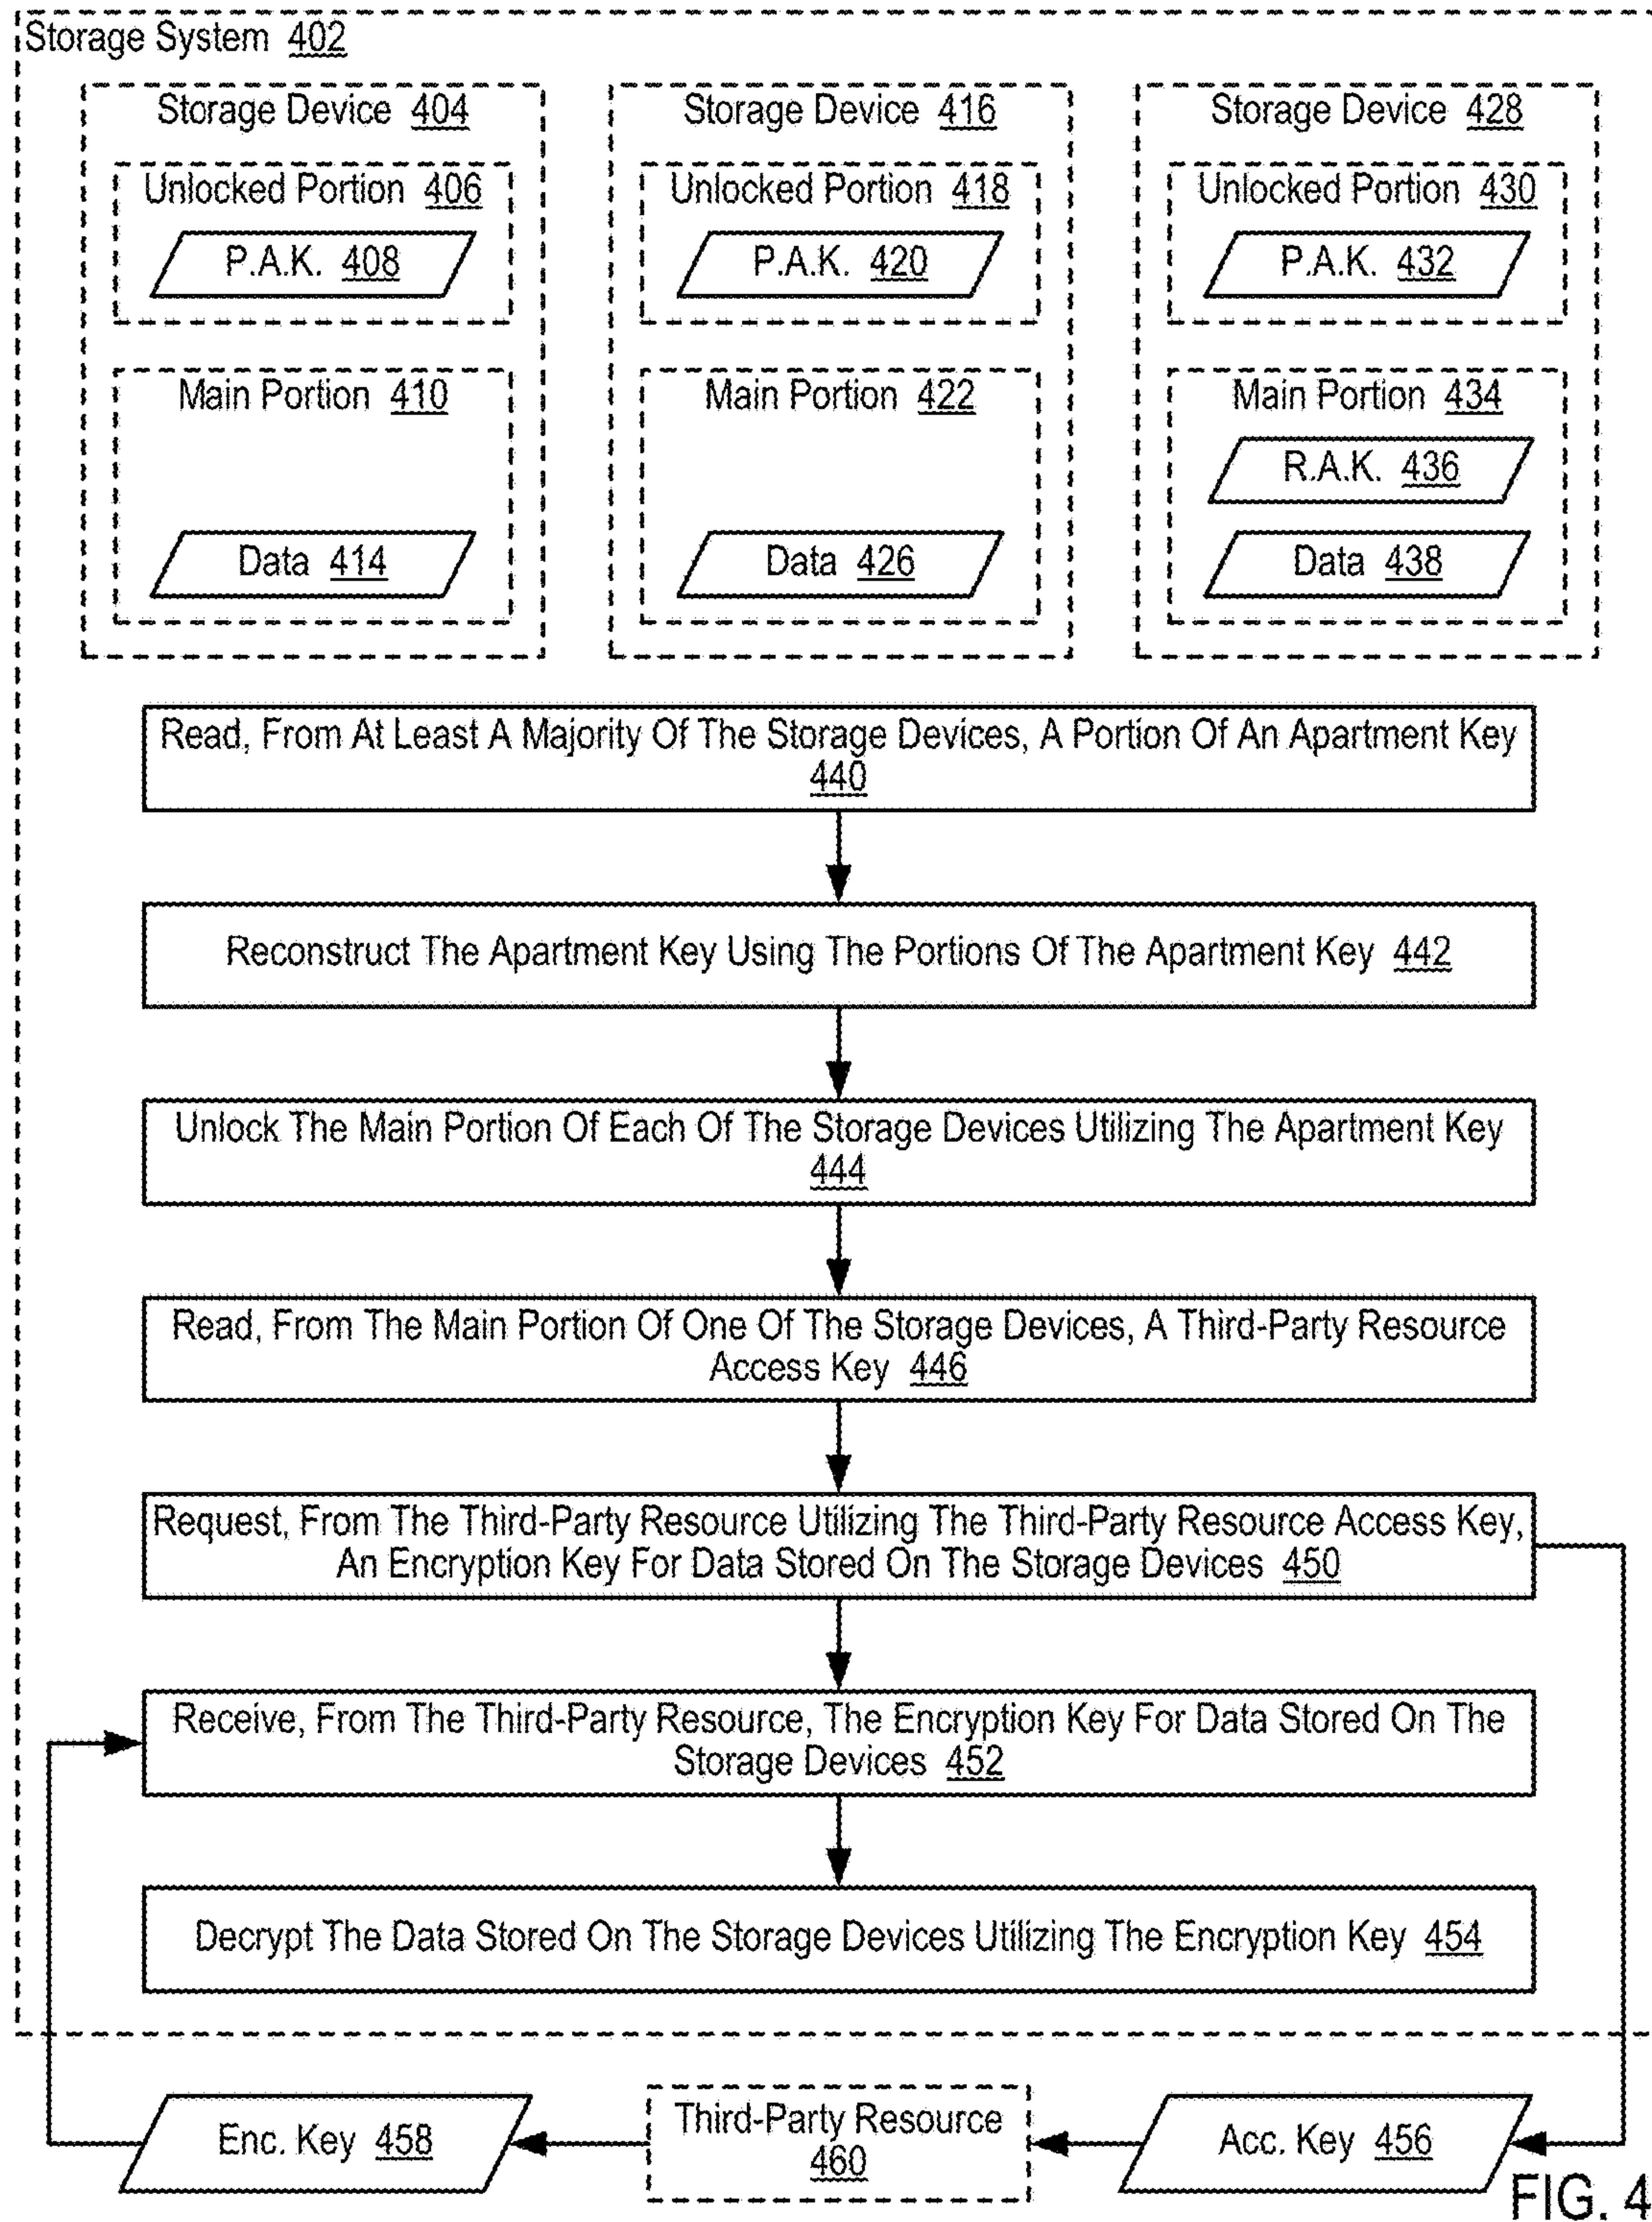 Storage System 402
Storage Device 404
Unlocked Portion 406
P.A.K. 408
Main Portion 410
Data 414
Storage Device 416
Unlocked Portion 418
P.A.K. 420
Main Portion 422
Data 426
Storage Device 428
Unlocked Portion 430
P.A.K. 432
Main Portion 434
R.A.K. 436
Data 438
Read, From At Least A Majority Of The Storage Devices, A Portion Of An Apartment Key
440
Reconstruct The Apartment Key Using The Portions Of The Apartment Key 442
Unlock The Main Portion Of Each Of The Storage Devices Utilizing The Apartment Key
444
Read, From The Main Portion Of One Of The Storage Devices, A Third-Party Resource
Access Key 446
Request, From The Third-Party Resource Utilizing The Third-Party Resource Access Key,
An Encryption Key For Data Stored On The Storage Devices 450
Receive, From The Third-Party Resource, The Encryption Key For Data Stored On The
Storage Devices 452
Decrypt The Data Stored On The Storage Devices Utilizing The Encryption Key 454
Enc. Key 458
Third-Party Resource
460
Acc. Key 456
FIG. 4